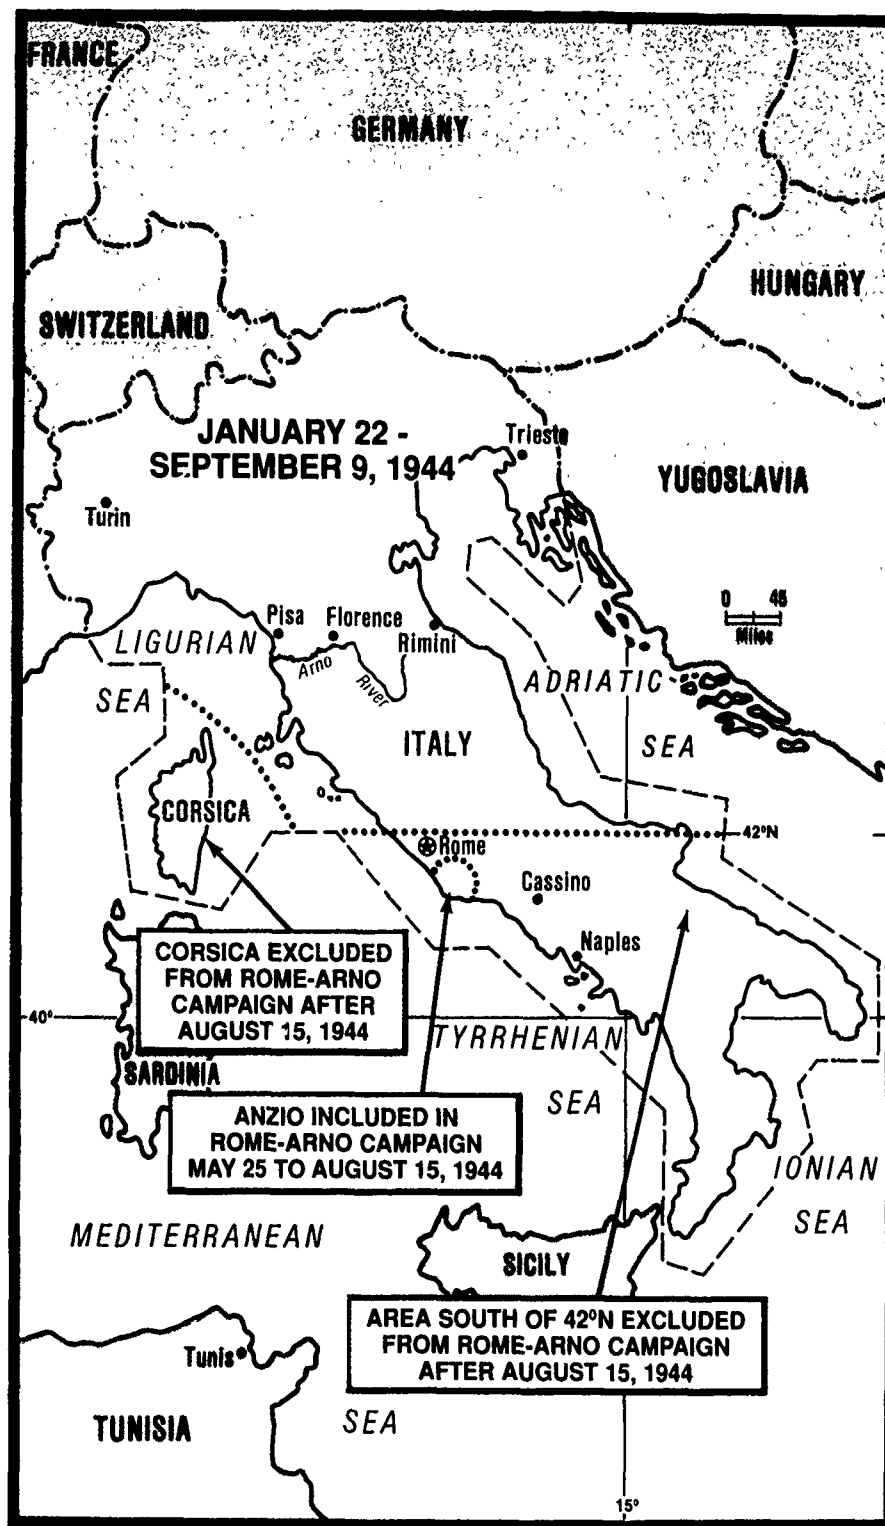 FRANCE
GERMANY
HUNGARY
SWITZERLAND
JANUARY 22 -
SEPTEMBER 9, 1944
Trieste
YUGOSLAVIA
Turin
0 45
Miles
Pisa
Florence
Rimini
LIGURIAN
SEA
Arno
River
ADRIATIC
SEA
ITALY
CORSICA
42°N
Rome
Cassino
Naples
CORSICA EXCLUDED
FROM ROME-ARNO
CAMPAIGN AFTER
AUGUST 15, 1944
40°
TYRRHENIAN
SEA
SARDINIA
ANZIO INCLUDED IN
ROME-ARNO CAMPAIGN
MAY 25 TO AUGUST 15, 1944
IONIAN
SEA
MEDITERRANEAN
SICILY
AREA SOUTH OF 42°N EXCLUDED
FROM ROME-ARNO CAMPAIGN
AFTER AUGUST 15, 1944
Tunis
SEA
TUNISIA
15°